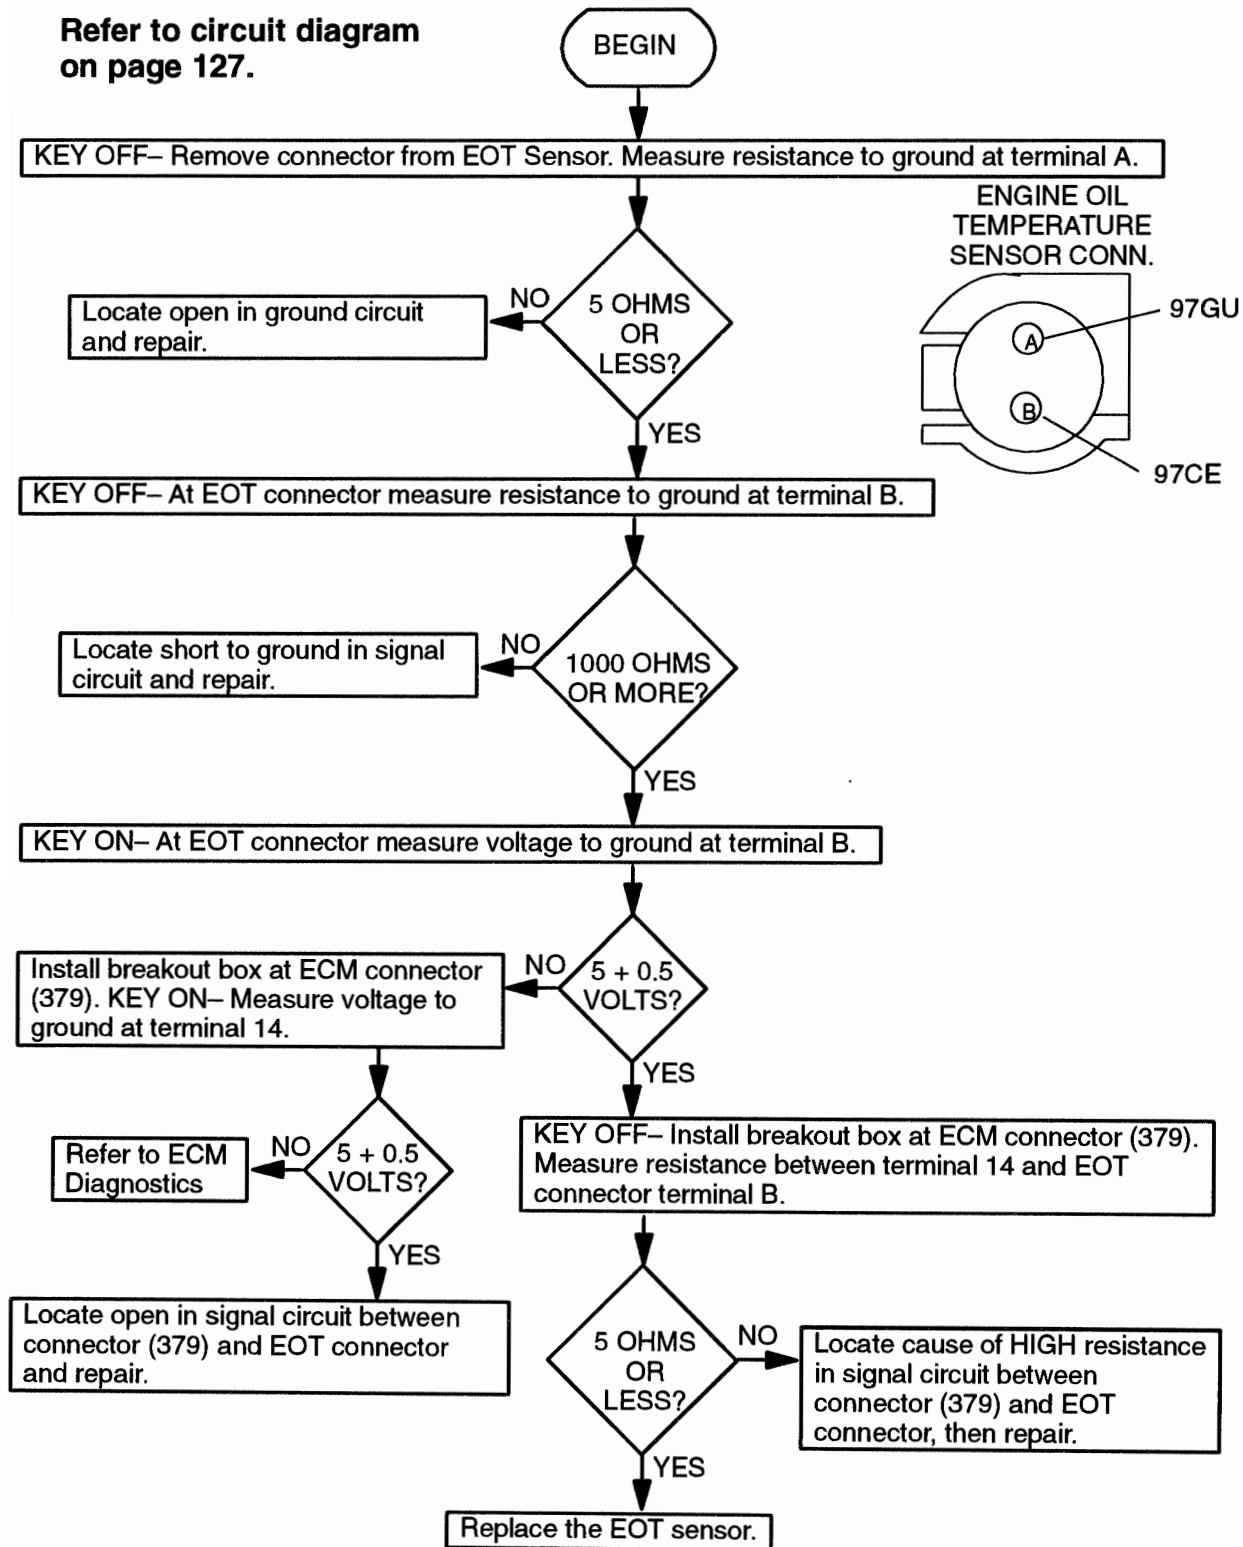 Refer to circuit diagram
on page 127.
BEGIN
KEY OFF– Remove connector from EOT Sensor. Measure resistance to ground at terminal A.
ENGINE OIL
TEMPERATURE
SENSOR CONN.
97GU
A
B
97CE
5 OHMS
OR
LESS?
NO
Locate open in ground circuit
and repair.
YES
KEY OFF– At EOT connector measure resistance to ground at terminal B.
1000 OHMS
OR MORE?
NO
Locate short to ground in signal
circuit and repair.
YES
KEY ON– At EOT connector measure voltage to ground at terminal B.
5 + 0.5
VOLTS?
NO
Install breakout box at ECM connector
(379). KEY ON– Measure voltage to
ground at terminal 14.
YES
5 + 0.5
VOLTS?
NO
Refer to ECM
Diagnostics
YES
Locate open in signal circuit between
connector (379) and EOT connector
and repair.
KEY OFF– Install breakout box at ECM connector (379).
Measure resistance between terminal 14 and EOT
connector terminal B.
5 OHMS
OR
LESS?
NO
Locate cause of HIGH resistance
in signal circuit between
connector (379) and EOT
connector, then repair.
YES
Replace the EOT sensor.